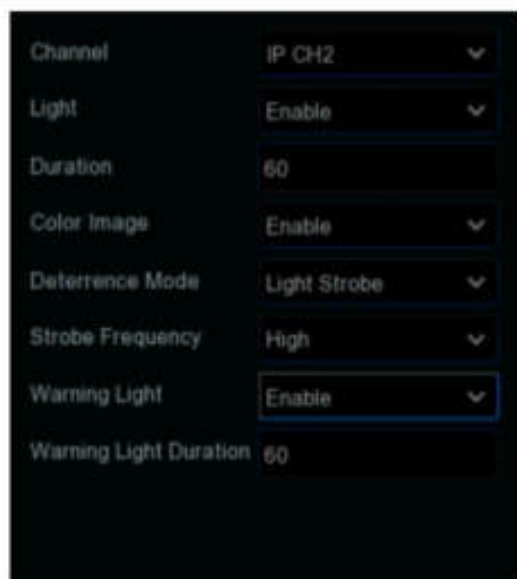 Channel IP CH2
Light Enable
Duration 60
Color Image Enable
Deterrence Mode Light Strobe
Strobe Frequency High
Warning Light Enable
Warning Light Duration 60